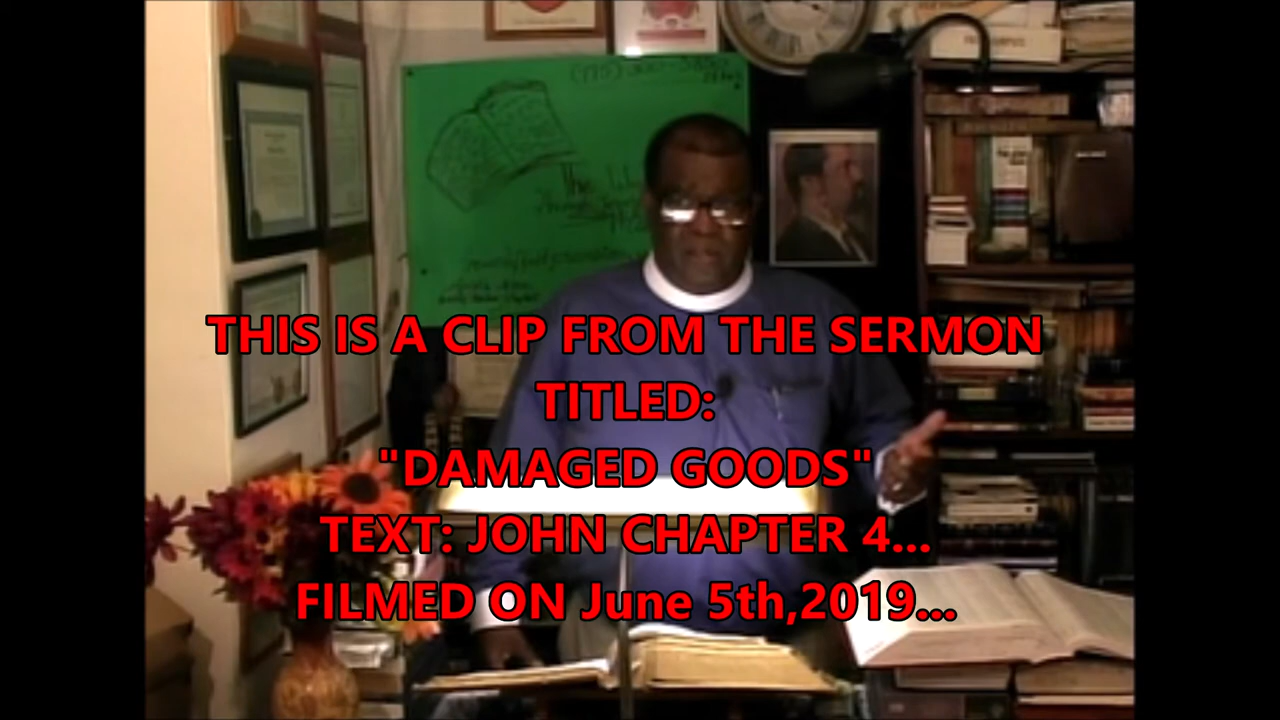 THIS IS A CLIP FROM THE SERMON
TITLED:
"DAMAGED GOODS"
TEXT: JOHN CHAPTER 4...
FILMED ON June 5th,2019...